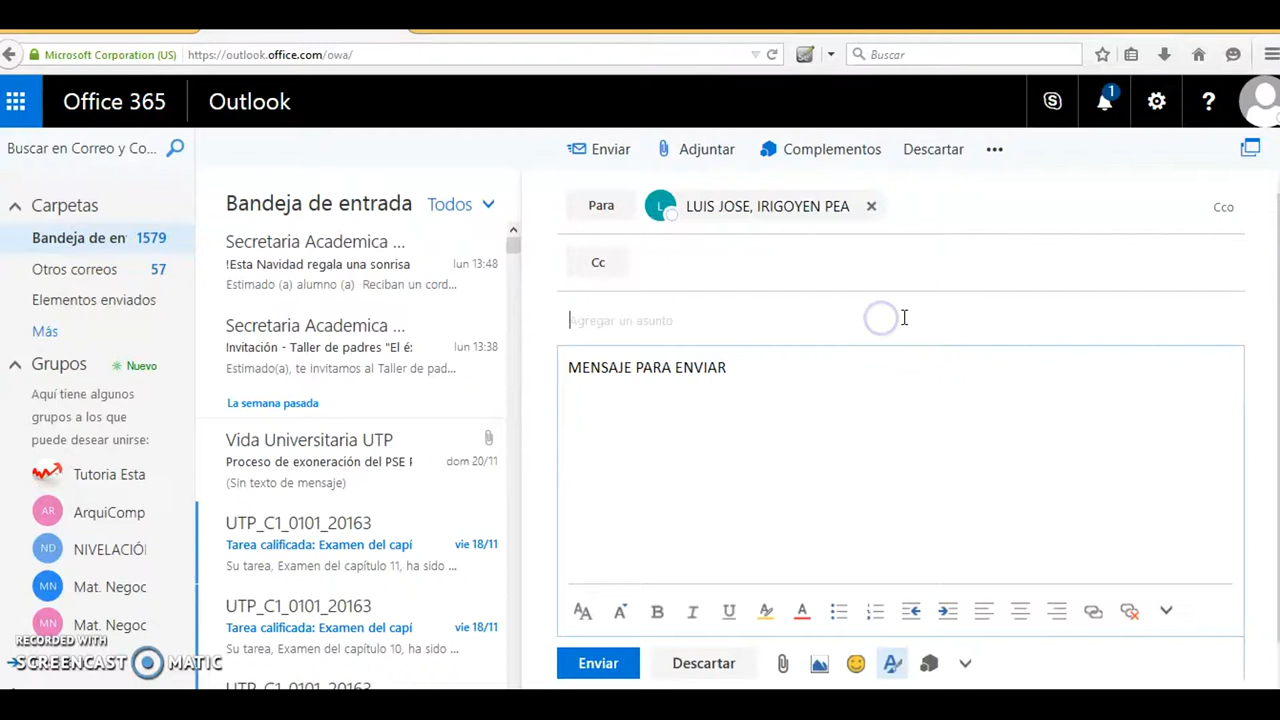 Microsoft Corporation (US)
https://outlook.office.com/owa/
Buscar
Office 365
Outlook
1
?
Buscar en Correo y Co...
Enviar
Adjuntar
Complementos
Descartar
Carpetas
Bandeja de en
1579
Otros correos
57
Elementos enviados
Más
Grupos
Nuevo
Aquí tiene algunos
grupos a los que
puede desear unirse:
Tutoria Esta
AR
ArquiComp
ND
NIVELACIÓN
MN
Mat. Negoc
MN
Mat. Negoc
RECORDED WITH
SCREENCAST MATIC
Bandeja de entrada
Todos
Secretaria Academica ...
!Esta Navidad regala una sonrisa
lun 13:48
Estimado (a) alumno (a) Reciban un cord...
Secretaria Academica ...
Invitación - Taller de padres "El é
lun 13:38
Estimado(a), te invitamos al Taller de pad...
La semana pasada
Vida Universitaria UTP
Proceso de exoneración del PSE
dom 20/11
(Sin texto de mensaje)
UTP_C1_0101_20163
Tarea calificada: Examen del capí
vie 18/11
Su tarea, Examen del capítulo 11, ha sido ...
UTP_C1_0101_20163
Tarea calificada: Examen del capí
vie 18/11
Su tarea, Examen del capítulo 10, ha sido ...
Para
L
LUIS JOSE, IRIGOYEN PEA
Cco
Cc
Agregar un asunto
MENSAJE PARA ENVIAR
Enviar
Descartar